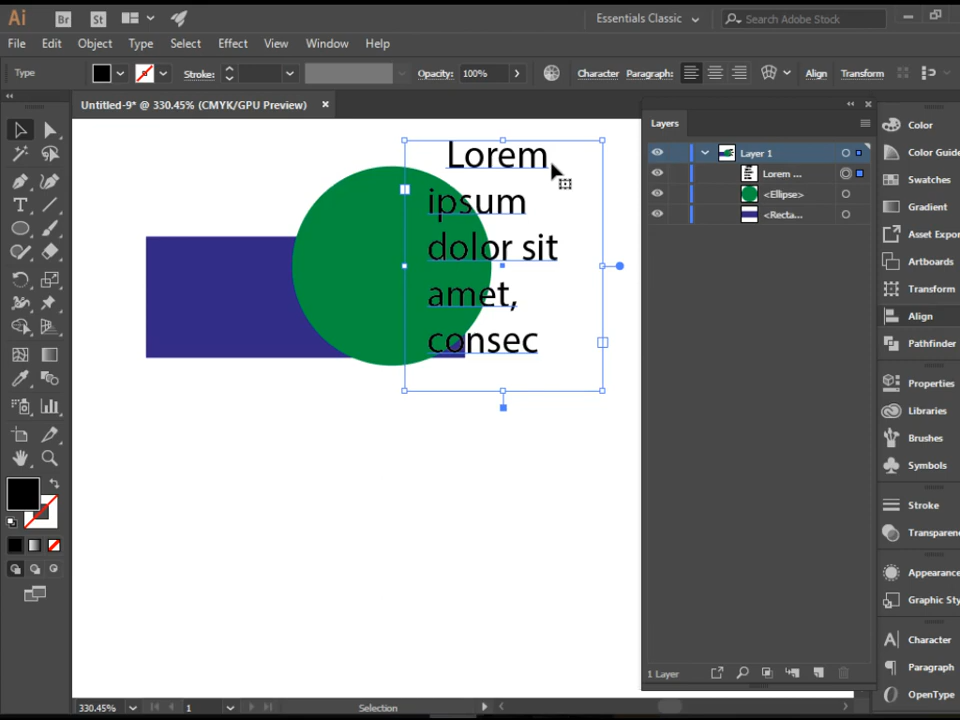 Ai Br St Essentials Classic Search Adobe Stock
File Edit Object Type Select Effect View Window Help
Type Stroke: Opacity: 100% Character Paragraph: Align Transform
Untitled-9* @ 330.45% (CMYK/GPU Preview) ×
Layers
Layer 1
Lorem ...
<Ellipse>
<Recta...
Lorem
ipsum
dolor sit
amet,
consec
Color
Color Guide
Swatches
Gradient
Asset Expor
Artboards
Transform
Align
Pathfinder
Properties
Libraries
Brushes
Symbols
Stroke
Transparenc
Appearance
Graphic Sty
Character
Paragraph
OpenType
1 Layer
330.45% 1 Selection